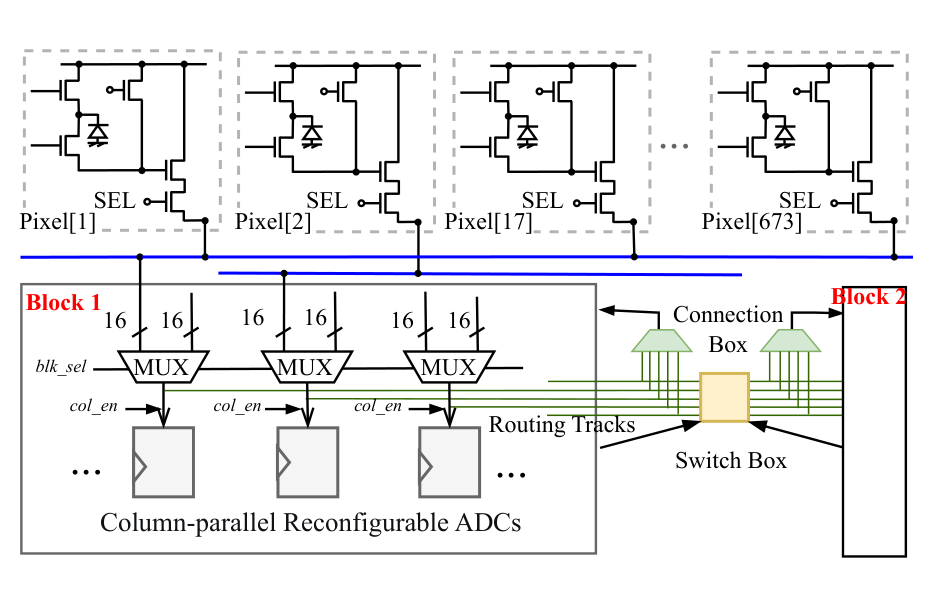 SEL
SEL
SEL
SEL
Pixel[1]
Pixel[2]
Pixel[17]
...
Pixel[673]
Block 1
Block 2
16
16
16
16
16
16
Connection
Box
blk_sel
MUX
MUX
MUX
col_en
col_en
col_en
Routing Tracks
Switch Box
...
...
Column-parallel Reconfigurable ADCs